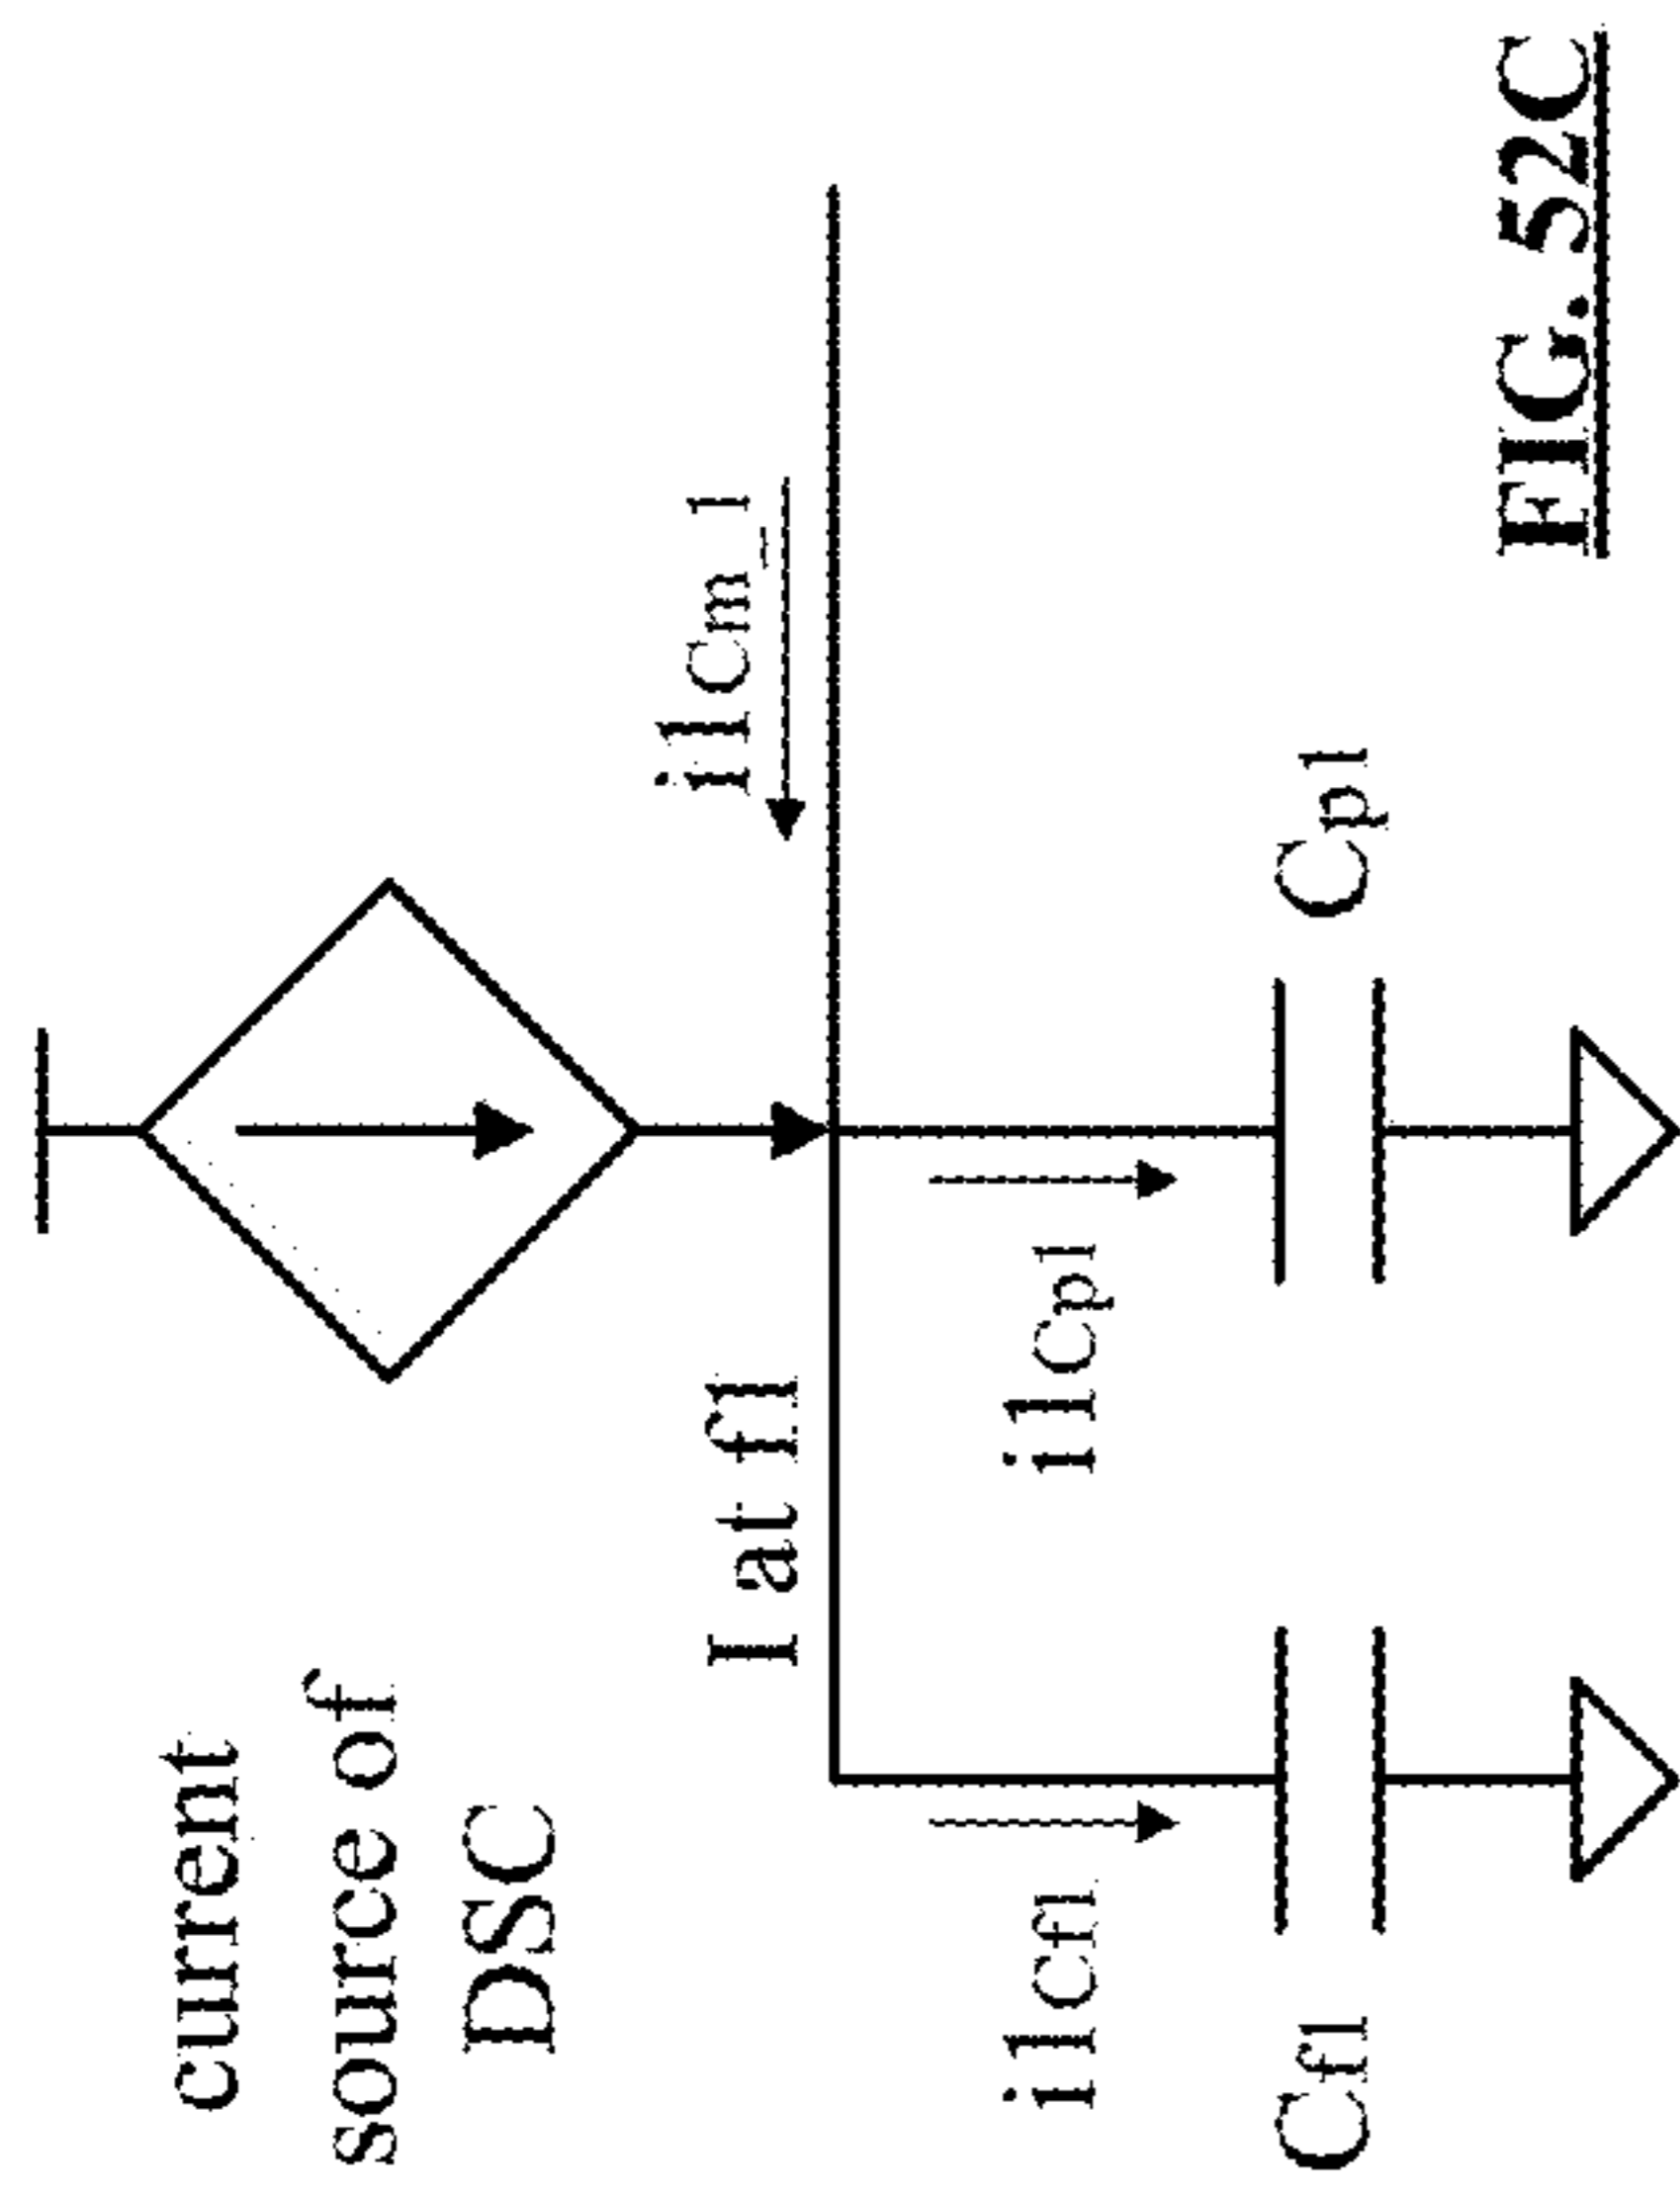 current
source of
DSC
I at f1
i1Cm_1
i1Cf1
i1Cp1
Cf1
Cp1
FIG. 52C